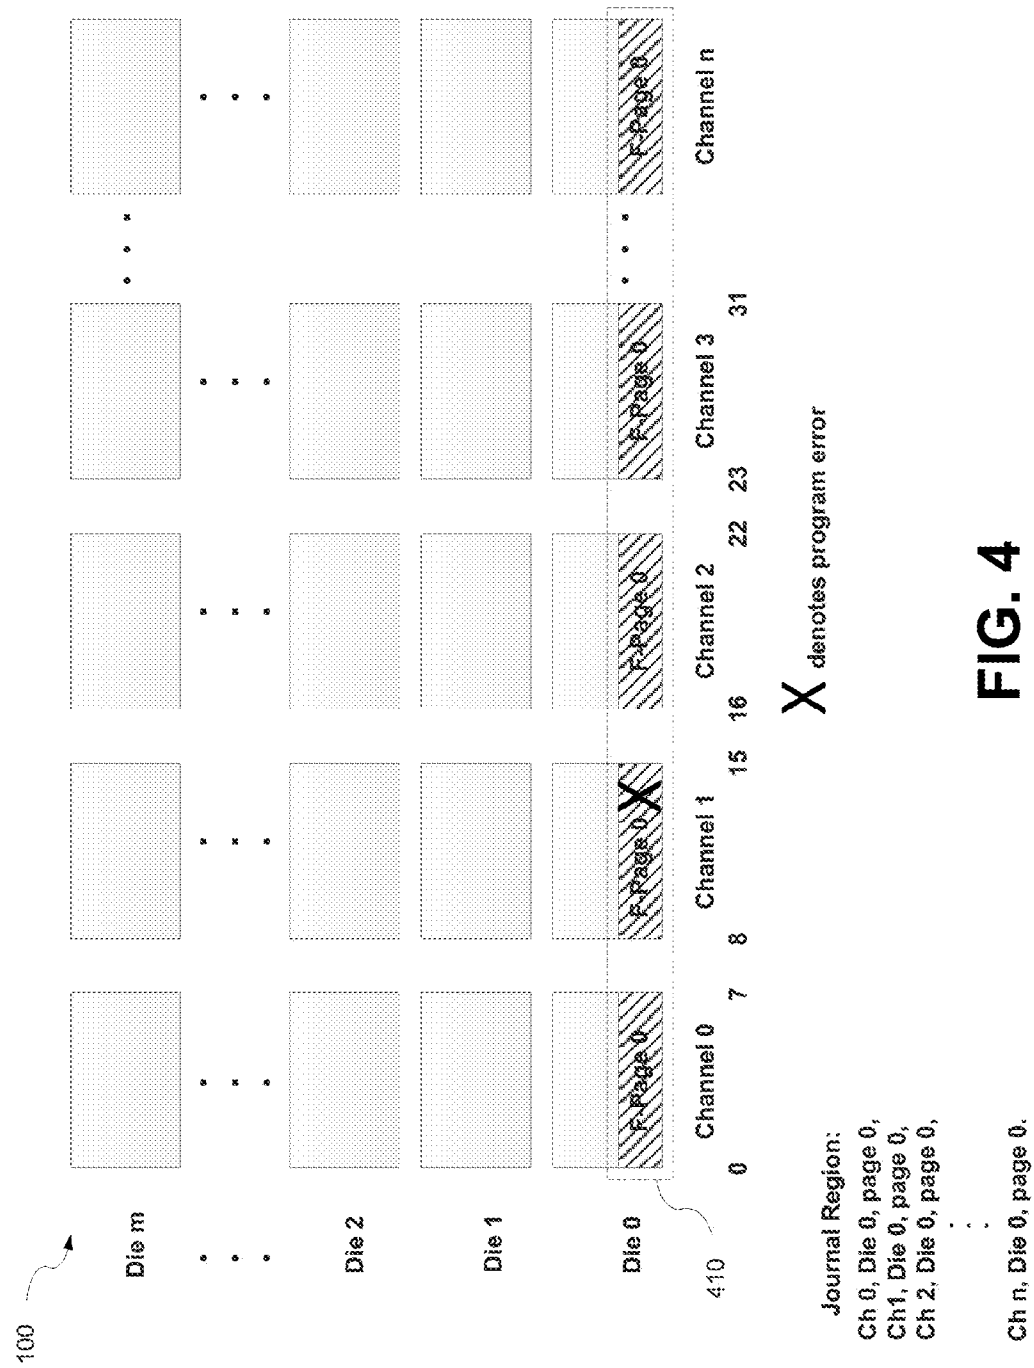 100
Die m
Die 2
Die 1
Die 0
F-Page 0
F-Page 0
X
F-Page 0
F-Page 0
F-Page 0
410
Channel 0
Channel 1
Channel 2
Channel 3
Channel n
0
7
8
15
16
22
23
31
X denotes program error
Journal Region:
Ch 0, Die 0, page 0,
Ch1, Die 0, page 0,
Ch 2, Die 0, page 0,
Ch n, Die 0, page 0.
FIG. 4